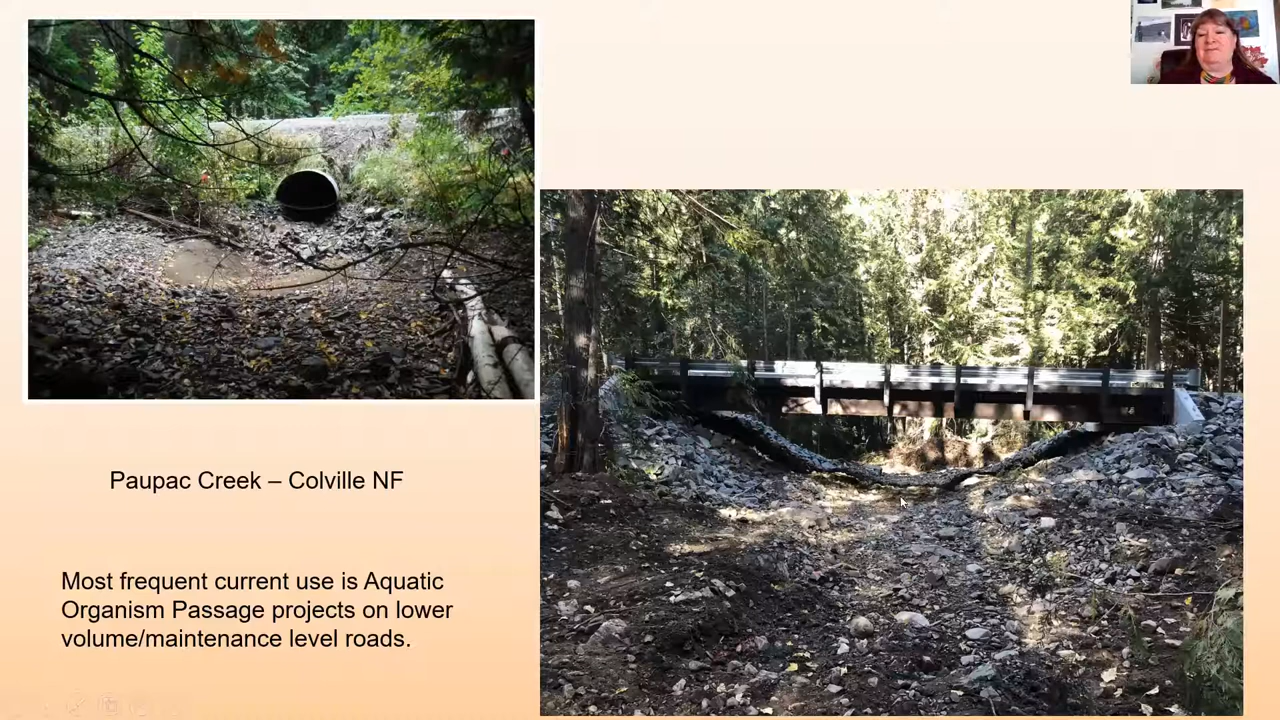 Paupac Creek – Colville NF
Most frequent current use is Aquatic
Organism Passage projects on lower
volume/maintenance level roads.